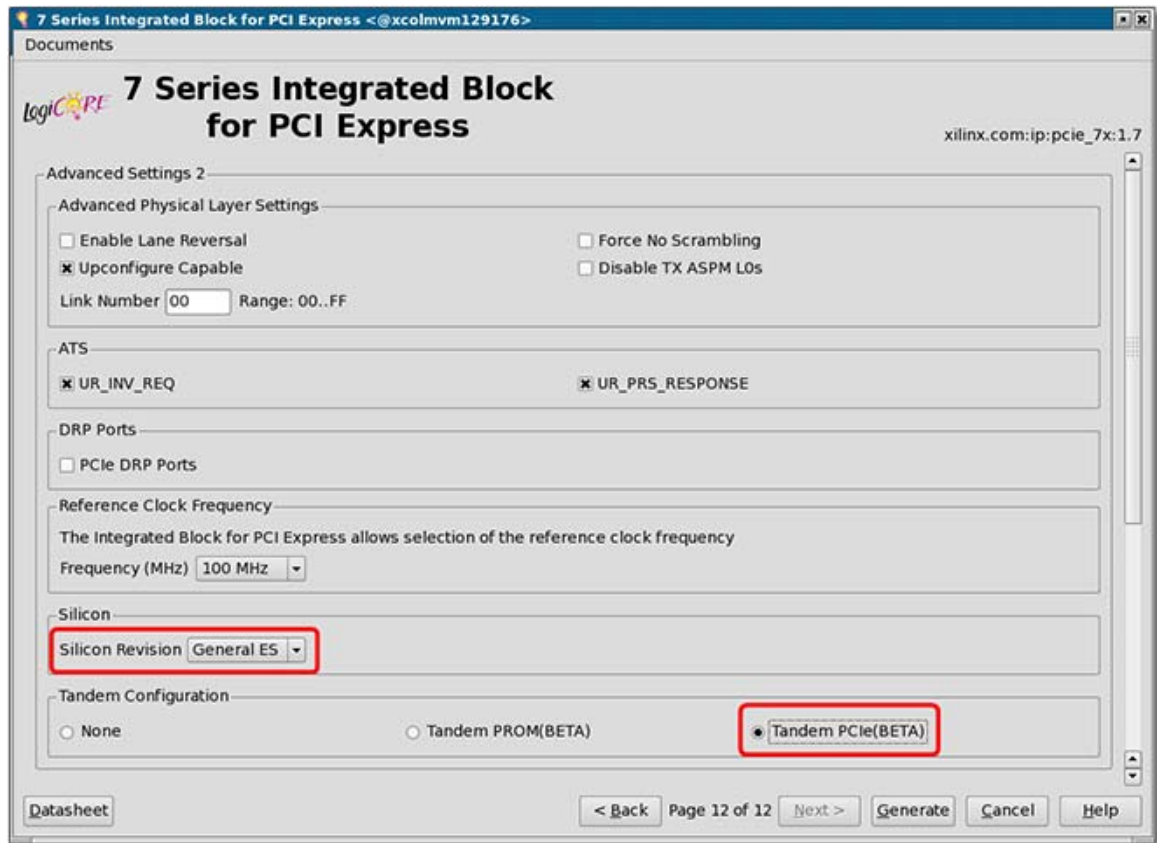 7 Series Integrated Block for PCI Express <@xcolmvm129176>
Documents
LogiCORE
7 Series Integrated Block
for PCI Express
xilinx.com:ip:pcie_7x:1.7
Advanced Settings 2
Advanced Physical Layer Settings
Enable Lane Reversal Force No Scrambling
Upconfigure Capable Disable TX ASPM L0s
Link Number 00 Range: 00..FF
ATS
UR_INV_REQ UR_PRS_RESPONSE
DRP Ports
PCIe DRP Ports
Reference Clock Frequency
The Integrated Block for PCI Express allows selection of the reference clock frequency
Frequency (MHz) 100 MHz
Silicon
Silicon Revision General ES
Tandem Configuration
None Tandem PROM(BETA) Tandem PCIe(BETA)
Datasheet < Back Page 12 of 12 Next > Generate Cancel Help